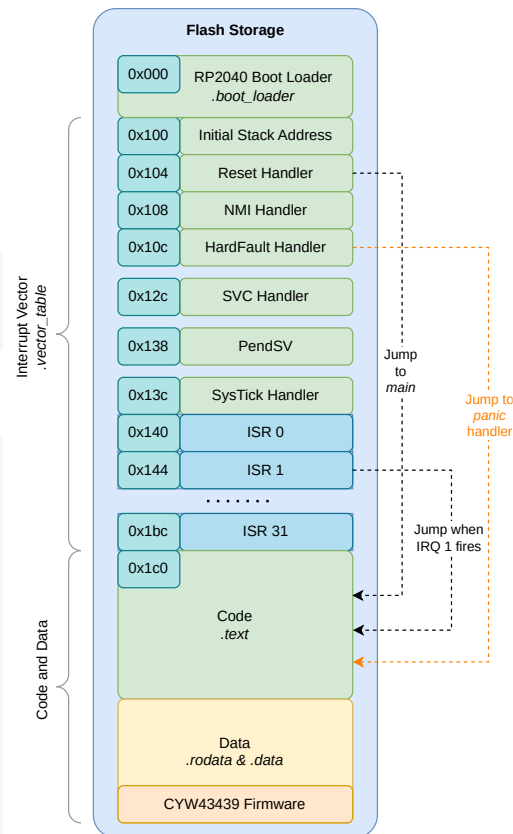 Flash Storage
0x000
RP2040 Boot Loader
.boot_loader
0x100
Initial Stack Address
0x104
Reset Handler
0x108
NMI Handler
0x10c
HardFault Handler
0x12c
SVC Handler
0x138
PendSV
0x13c
SysTick Handler
0x140
ISR 0
0x144
ISR 1
.......
0x1bc
ISR 31
0x1c0
Code
.text
Data
.rodata & .data
CYW43439 Firmware
Interrupt Vector
.vector_table
Code and Data
Jump
to
main
Jump to
panic
handler
Jump when
IRQ 1 fires